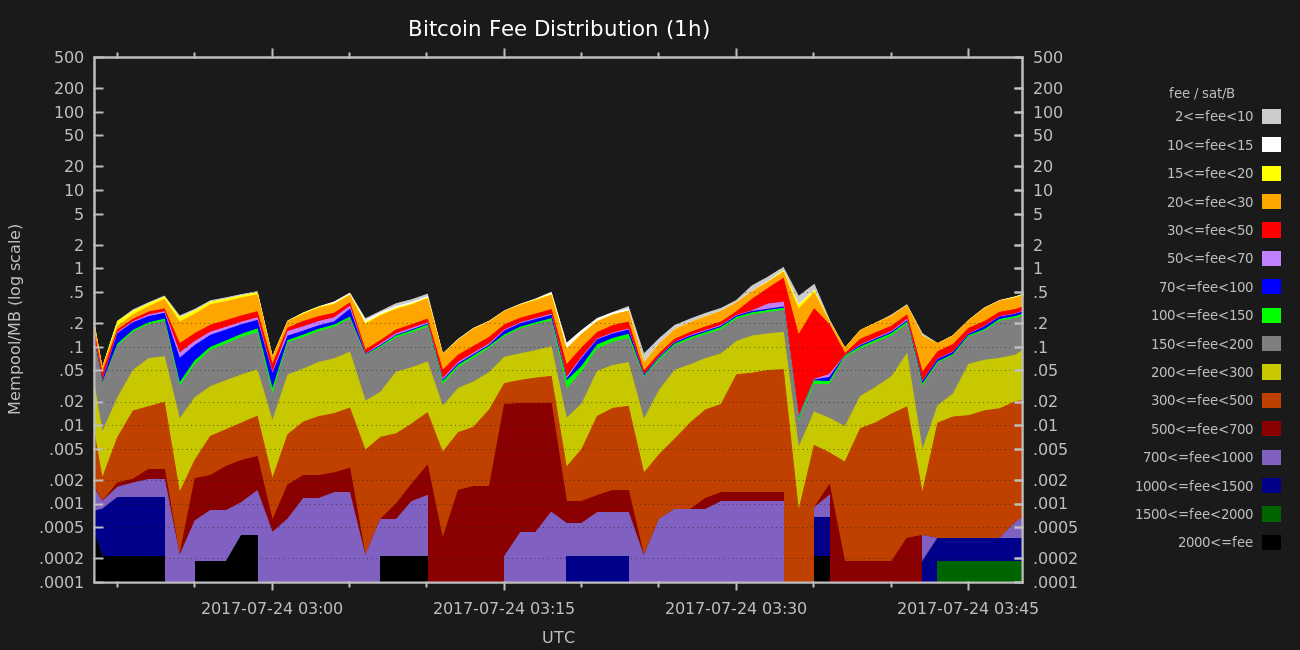 Bitcoin Fee Distribution (1h)
Mempool/MB (log scale)
500
200
100
50
20
10
5
2
1
.5
.2
.1
.05
.02
.01
.005
.002
.001
.0005
.0002
.0001
500
200
100
50
20
10
5
2
1
.5
.2
.1
.05
.02
.01
.005
.002
.001
.0005
.0002
.0001
2017-07-24 03:00
2017-07-24 03:15
2017-07-24 03:30
2017-07-24 03:45
UTC
fee / sat/B
2<=fee<10
10<=fee<15
15<=fee<20
20<=fee<30
30<=fee<50
50<=fee<70
70<=fee<100
100<=fee<150
150<=fee<200
200<=fee<300
300<=fee<500
500<=fee<700
700<=fee<1000
1000<=fee<1500
1500<=fee<2000
2000<=fee